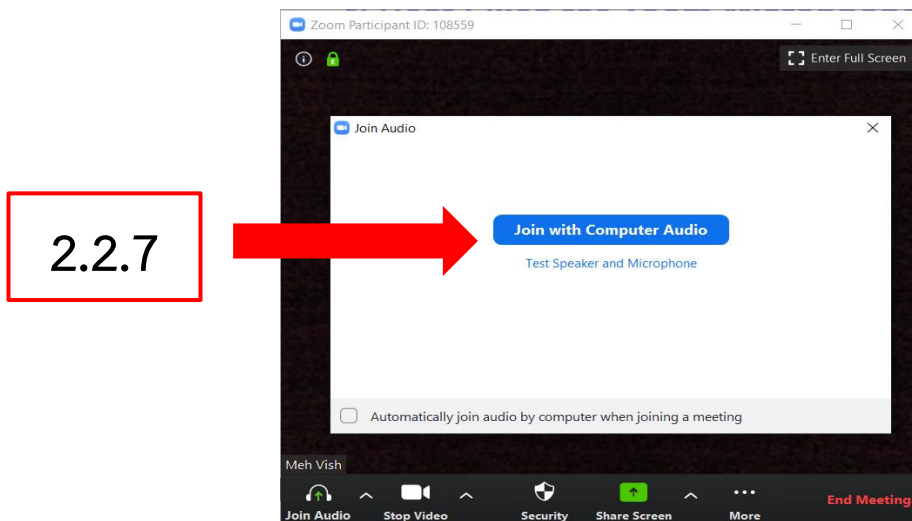 Zoom Participant ID: 108559
Enter Full Screen
Join Audio
2.2.7
Join with Computer Audio
Test Speaker and Microphone
Automatically join audio by computer when joining a meeting
Meh Vish
Join Audio Stop Video Security Share Screen More End Meeting